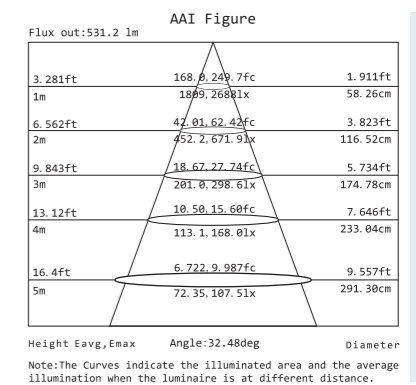 AAI Figure
Flux out:531.2 lm
3.281ft 168.0,249.7fc 1.911ft
1m 1809,2688lx 58.26cm
6.562ft 42.01,62.42fc 3.823ft
2m 452.2,671.9lx 116.52cm
9.843ft 18.67,27.74fc 5.734ft
3m 201.0,298.6lx 174.78cm
13.12ft 10.50,15.60fc 7.646ft
4m 113.1,168.0lx 233.04cm
16.4ft 6.722,9.987fc 9.557ft
5m 72.35,107.5lx 291.30cm
Height Eavg,Emax Angle:32.48deg Diameter
Note:The Curves indicate the illuminated area and the average
illumination when the luminaire is at different distance.